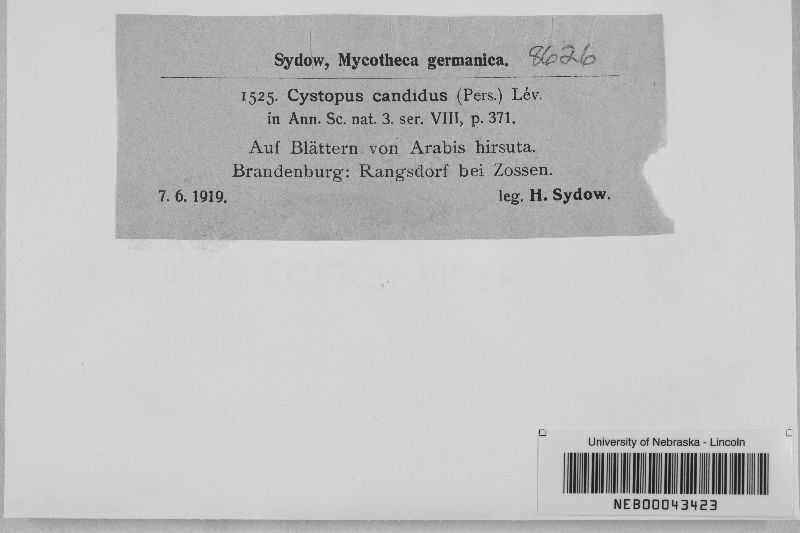 Sydow, Mycotheca germanica. 8626
1525. Cystopus candidus (Pers.) Lév.
in Ann. Sc. nat. 3. ser. VIII, p. 371.
Auf Blättern von Arabis hirsuta.
Brandenburg: Rangsdorf bei Zossen.
7. 6. 1919. leg. H. Sydow.
University of Nebraska - Lincoln
NEB00043423